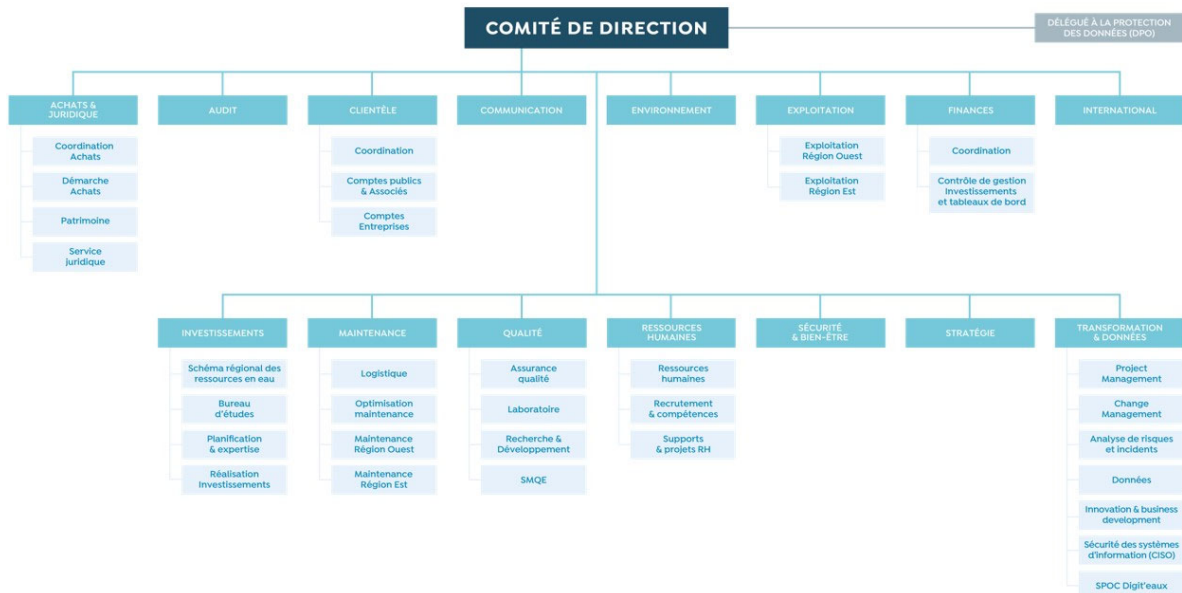 COMITÉ DE DIRECTION
DÉLÉGUÉ À LA PROTECTION
DES DONNÉES (DPO)
ACHATS &
JURIDIQUE
Coordination
Achats
Démarche
Achats
Patrimoine
Service
juridique
AUDIT
CLIENTÈLE
Coordination
Comptes publics
& Associés
Comptes
Entreprises
COMMUNICATION
ENVIRONNEMENT
EXPLOITATION
Exploitation
Région Ouest
Exploitation
Région Est
FINANCES
Coordination
Contrôle de gestion
Investissements
et tableaux de bord
INTERNATIONAL
INVESTISSEMENTS
Schéma régional des
ressources en eau
Bureau
d'études
Planification
& expertise
Réalisation
Investissements
MAINTENANCE
Logistique
Optimisation
maintenance
Maintenance
Région Ouest
Maintenance
Région Est
QUALITÉ
Assurance
qualité
Laboratoire
Recherche &
Développement
SMQE
RESSOURCES
HUMAINES
Ressources
humaines
Recrutement
& compétences
Supports
& projets RH
SÉCURITÉ
& BIEN-ÊTRE
STRATÉGIE
TRANSFORMATION
& DONNÉES
Project
Management
Change
Management
Analyse de risques
et incidents
Données
Innovation & business
development
Sécurité des systèmes
d'information (CISO)
SPOC Digit'eaux